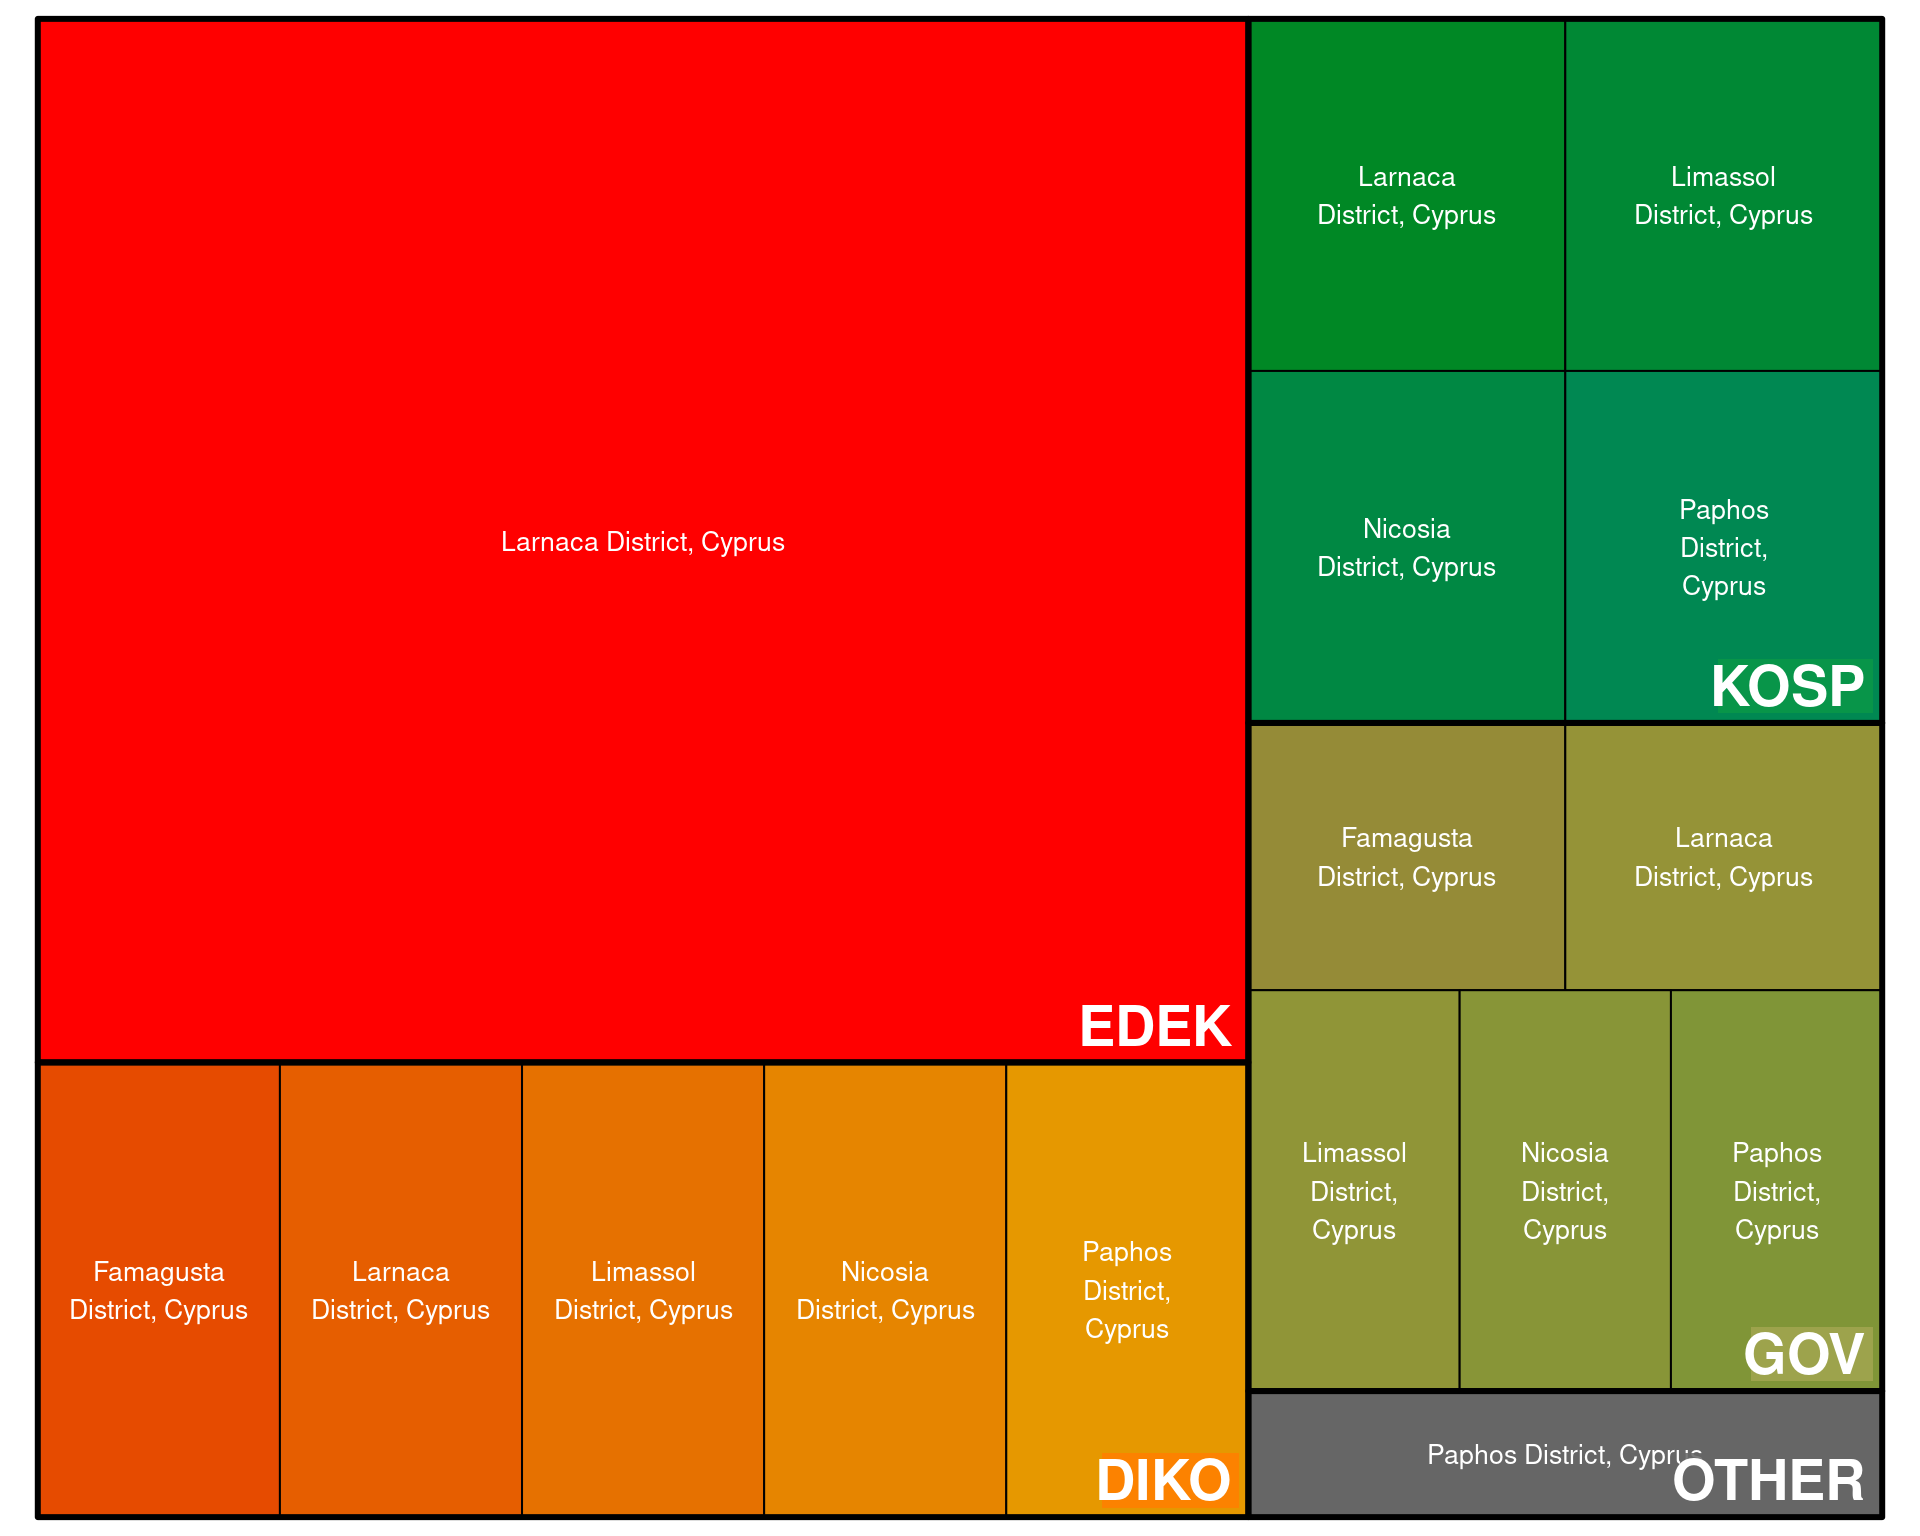 Larnaca District, Cyprus
EDEK
Famagusta
District, Cyprus
Larnaca
District, Cyprus
Limassol
District, Cyprus
Nicosia
District, Cyprus
Paphos
District,
Cyprus
DIKO
Larnaca
District, Cyprus
Limassol
District, Cyprus
Nicosia
District, Cyprus
Paphos
District,
Cyprus
KOSP
Famagusta
District, Cyprus
Larnaca
District, Cyprus
Limassol
District,
Cyprus
Nicosia
District,
Cyprus
Paphos
District,
Cyprus
GOV
Paphos District, Cyprus
OTHER